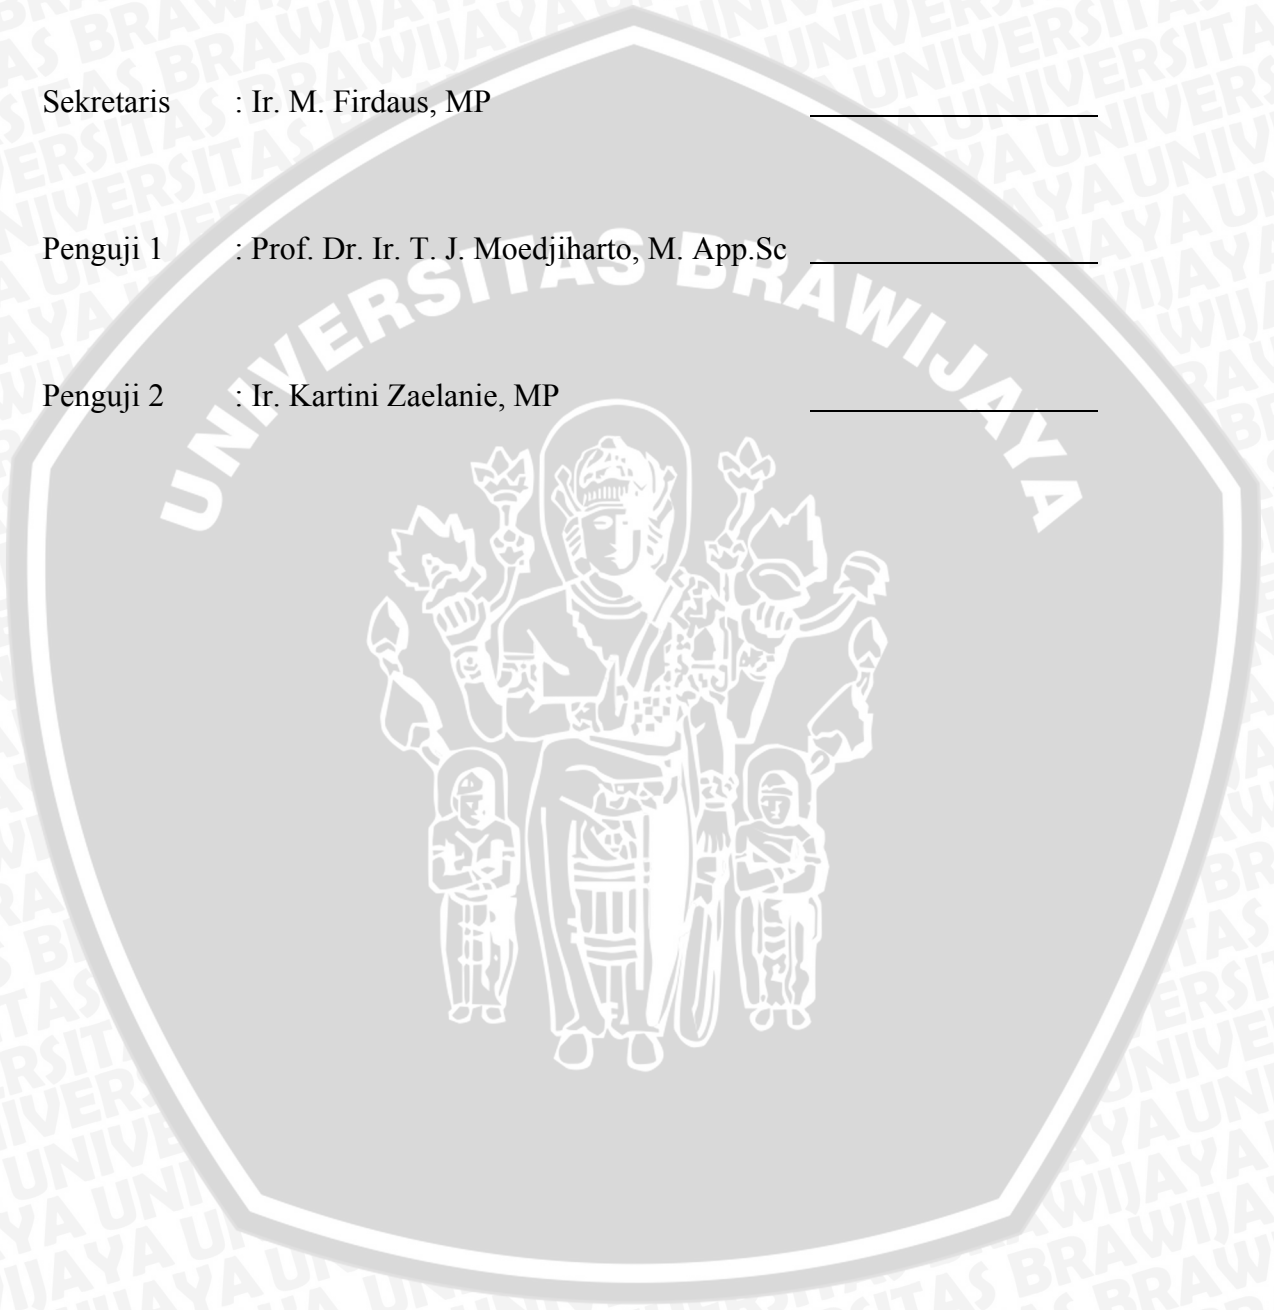 Sekretaris : Ir. M. Firdaus, MP
Penguji 1 : Prof. Dr. Ir. T. J. Moedjiharto, M. App.Sc
Penguji 2 : Ir. Kartini Zaelanie, MP
UNIVERSITAS BRAWIJAYA